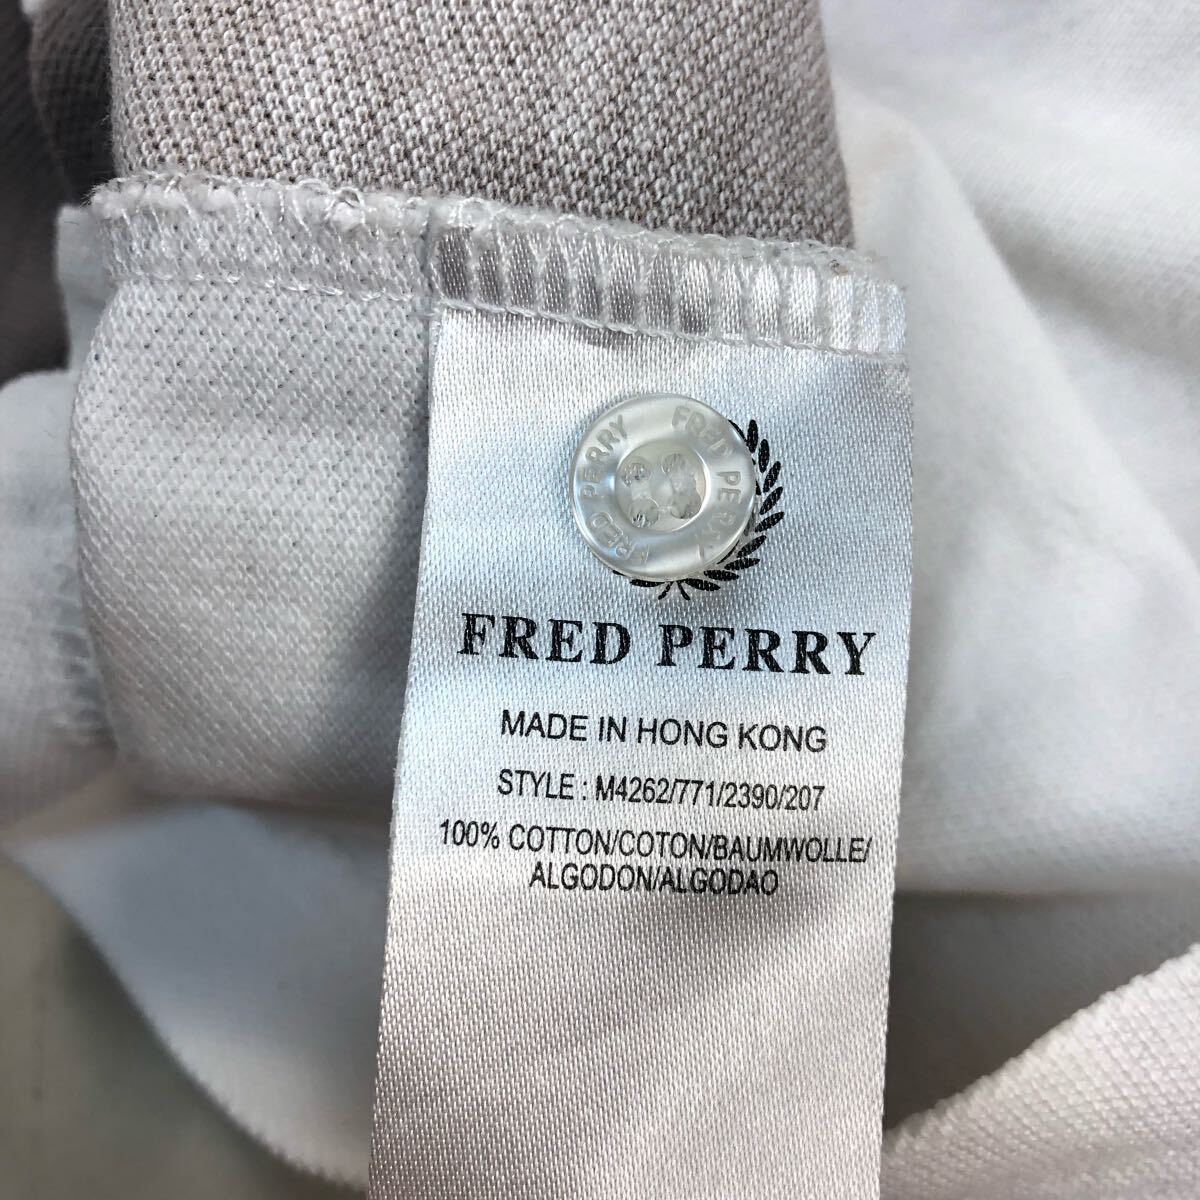 FRED PERRY FRED PERRY
FRED PERRY
MADE IN HONG KONG
STYLE : M4262/771/2390/207
100% COTTON/COTON/BAUMWOLLE/
ALGODON/ALGODAO